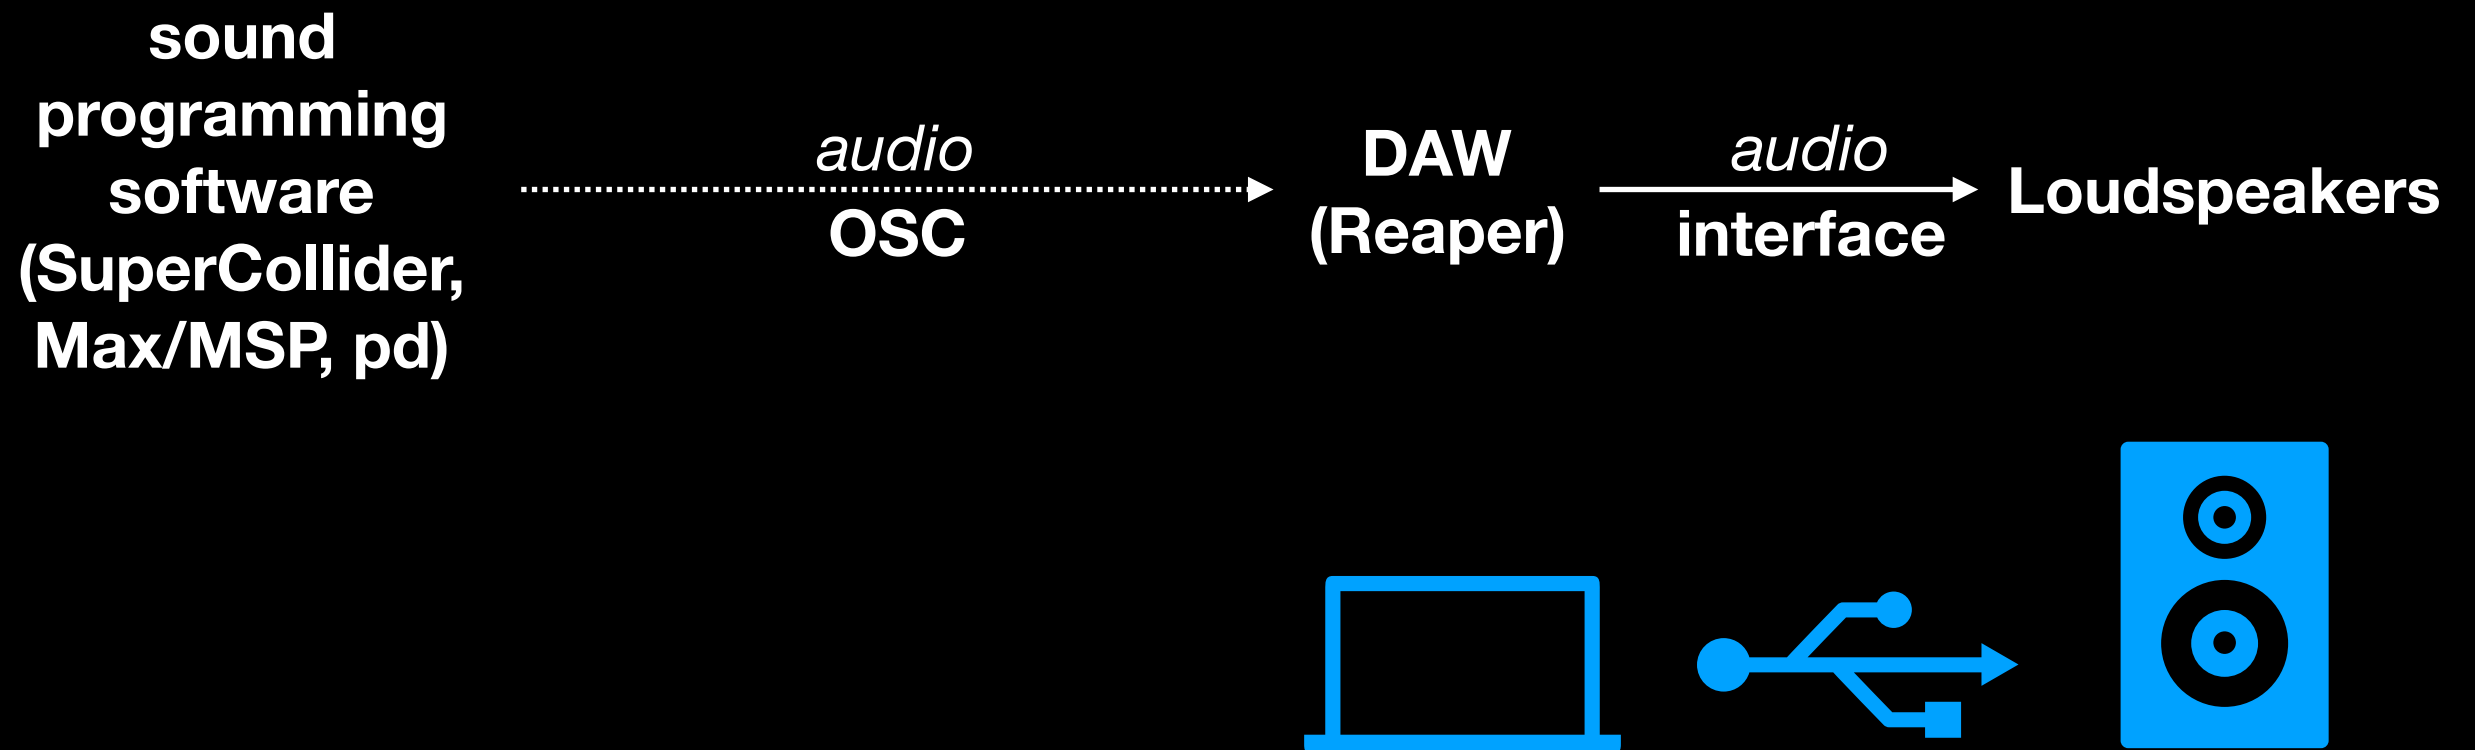 sound
programming
software
(SuperCollider,
Max/MSP, pd)
audio
OSC
DAW
(Reaper)
audio
interface
Loudspeakers